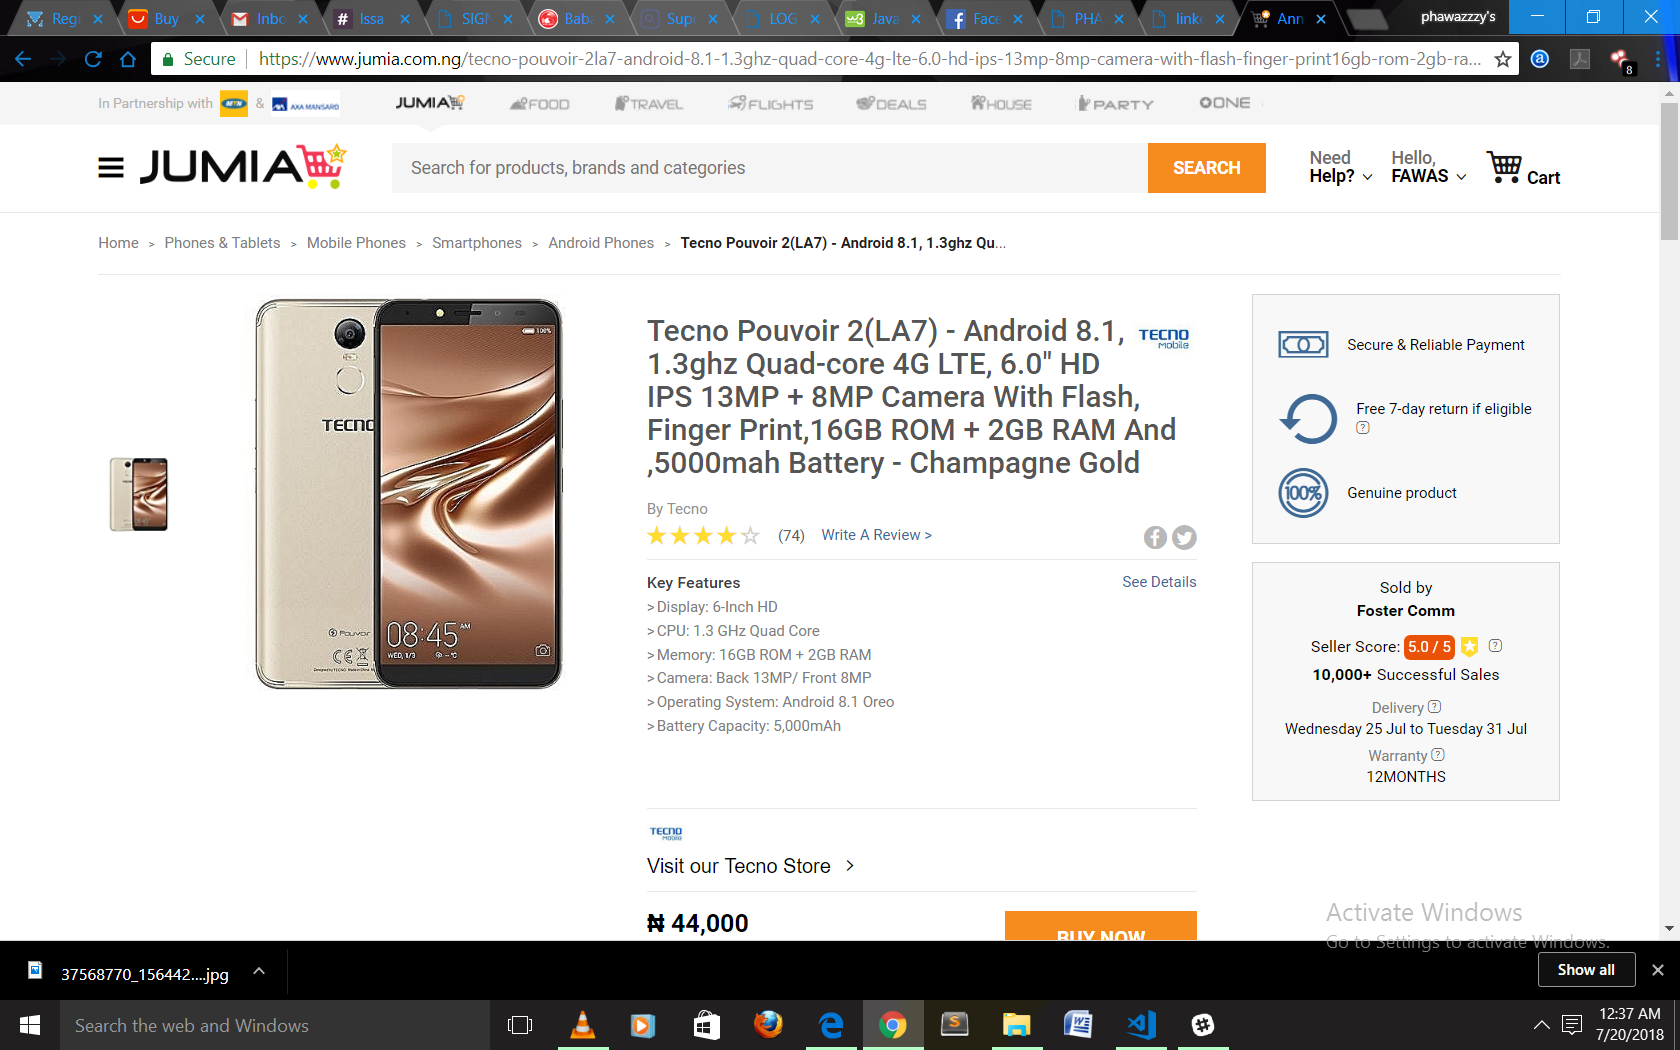 Regi
Buy
Inbo
Issa
SIGN
Baba
Supe
LOG
Java
Face
PHA
linke
Ann
phawazzzy's
Secure
https://www.jumia.com.ng/tecno-pouvoir-2la7-android-8.1-1.3ghz-quad-core-4g-lte-6.0-hd-ips-13mp-8mp-camera-with-flash-finger-print16gb-rom-2gb-ra...
8
In Partnership with MTN & AXA MANSARD
JUMIA FOOD TRAVEL FLIGHTS DEALS HOUSE PARTY ONE
JUMIA
Search for products, brands and categories
SEARCH
Need
Help?
Hello,
FAWAS
Cart
Home > Phones & Tablets > Mobile Phones > Smartphones > Android Phones > Tecno Pouvoir 2(LA7) - Android 8.1, 1.3ghz Qu...
100%
TECNO
Pouvoir
08:45 AM
WED, 1/3
Tecno Pouvoir 2(LA7) - Android 8.1,
1.3ghz Quad-core 4G LTE, 6.0" HD
IPS 13MP + 8MP Camera With Flash,
Finger Print,16GB ROM + 2GB RAM And
,5000mah Battery - Champagne Gold
TECNO
Mobile
By Tecno
(74) Write A Review >
Key Features
See Details
> Display: 6-Inch HD
> CPU: 1.3 GHz Quad Core
> Memory: 16GB ROM + 2GB RAM
> Camera: Back 13MP/ Front 8MP
> Operating System: Android 8.1 Oreo
> Battery Capacity: 5,000mAh
TECNO
Mobile
Visit our Tecno Store >
₦ 44,000
BUY NOW
Secure & Reliable Payment
Free 7-day return if eligible
?
100%
Genuine product
Sold by
Foster Comm
Seller Score: 5.0 / 5 ?
10,000+ Successful Sales
Delivery ?
Wednesday 25 Jul to Tuesday 31 Jul
Warranty ?
12MONTHS
Activate Windows
Go to Settings to activate Windows.
37568770_156442....jpg
Show all
Search the web and Windows
12:37 AM
7/20/2018